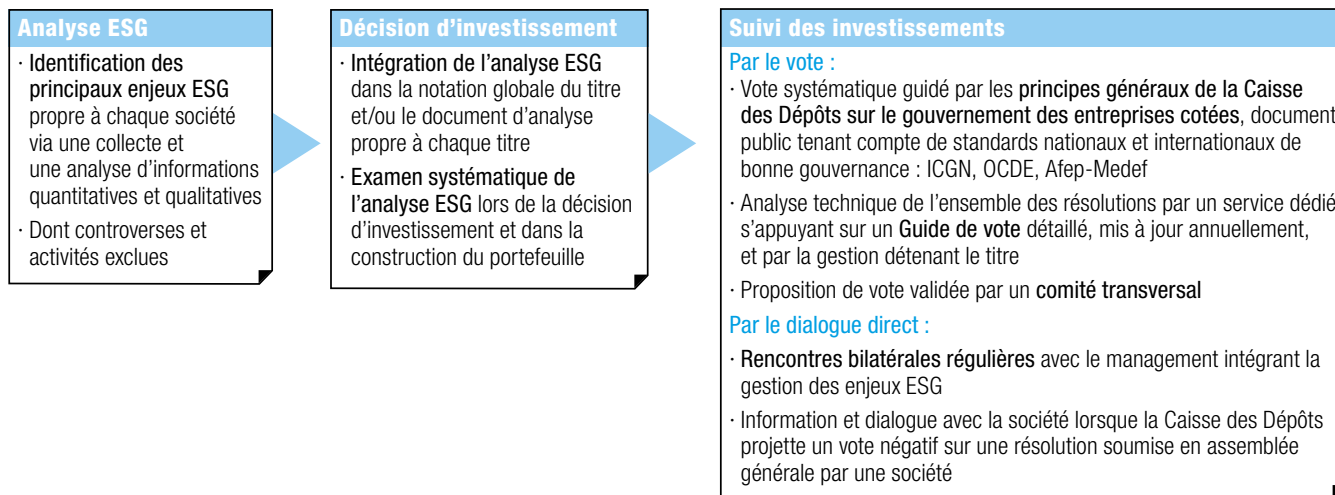 Analyse ESG
· Identification des
principaux enjeux ESG
propre à chaque société
via une collecte et
une analyse d'informations
quantitatives et qualitatives
· Dont controverses et
activités exclues
Décision d'investissement
· Intégration de l'analyse ESG
dans la notation globale du titre
et/ou le document d'analyse
propre à chaque titre
· Examen systématique de
l'analyse ESG lors de la décision
d'investissement et dans la
construction du portefeuille
Suivi des investissements
Par le vote :
· Vote systématique guidé par les principes généraux de la Caisse
des Dépôts sur le gouvernement des entreprises cotées, document
public tenant compte de standards nationaux et internationaux de
bonne gouvernance : ICGN, OCDE, Afep-Medef
· Analyse technique de l'ensemble des résolutions par un service dédié
s'appuyant sur un Guide de vote détaillé, mis à jour annuellement,
et par la gestion détenant le titre
· Proposition de vote validée par un comité transversal
Par le dialogue direct :
· Rencontres bilatérales régulières avec le management intégrant la
gestion des enjeux ESG
· Information et dialogue avec la société lorsque la Caisse des Dépôts
projette un vote négatif sur une résolution soumise en assemblée
générale par une société